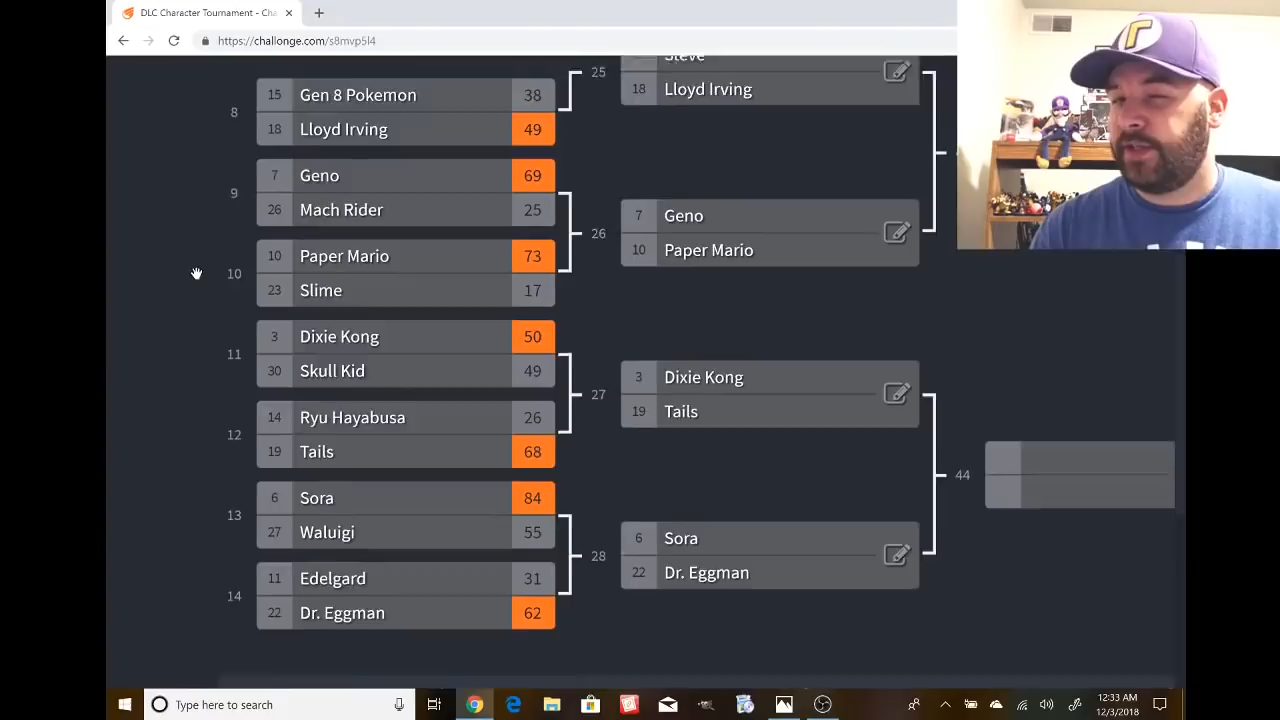 DLC Character Tournament - Cha
https://challonge.com/s8mvp5l4
8
15 Gen 8 Pokemon 38
18 Lloyd Irving 49
9
7 Geno 69
26 Mach Rider 25
10
10 Paper Mario 73
23 Slime 17
11
3 Dixie Kong 50
30 Skull Kid 49
12
14 Ryu Hayabusa 26
19 Tails 68
13
6 Sora 84
27 Waluigi 55
14
11 Edelgard 31
22 Dr. Eggman 62
25
Steve
18 Lloyd Irving
26
7 Geno
10 Paper Mario
27
3 Dixie Kong
19 Tails
28
6 Sora
22 Dr. Eggman
44
Type here to search
12:33 AM
12/3/2018